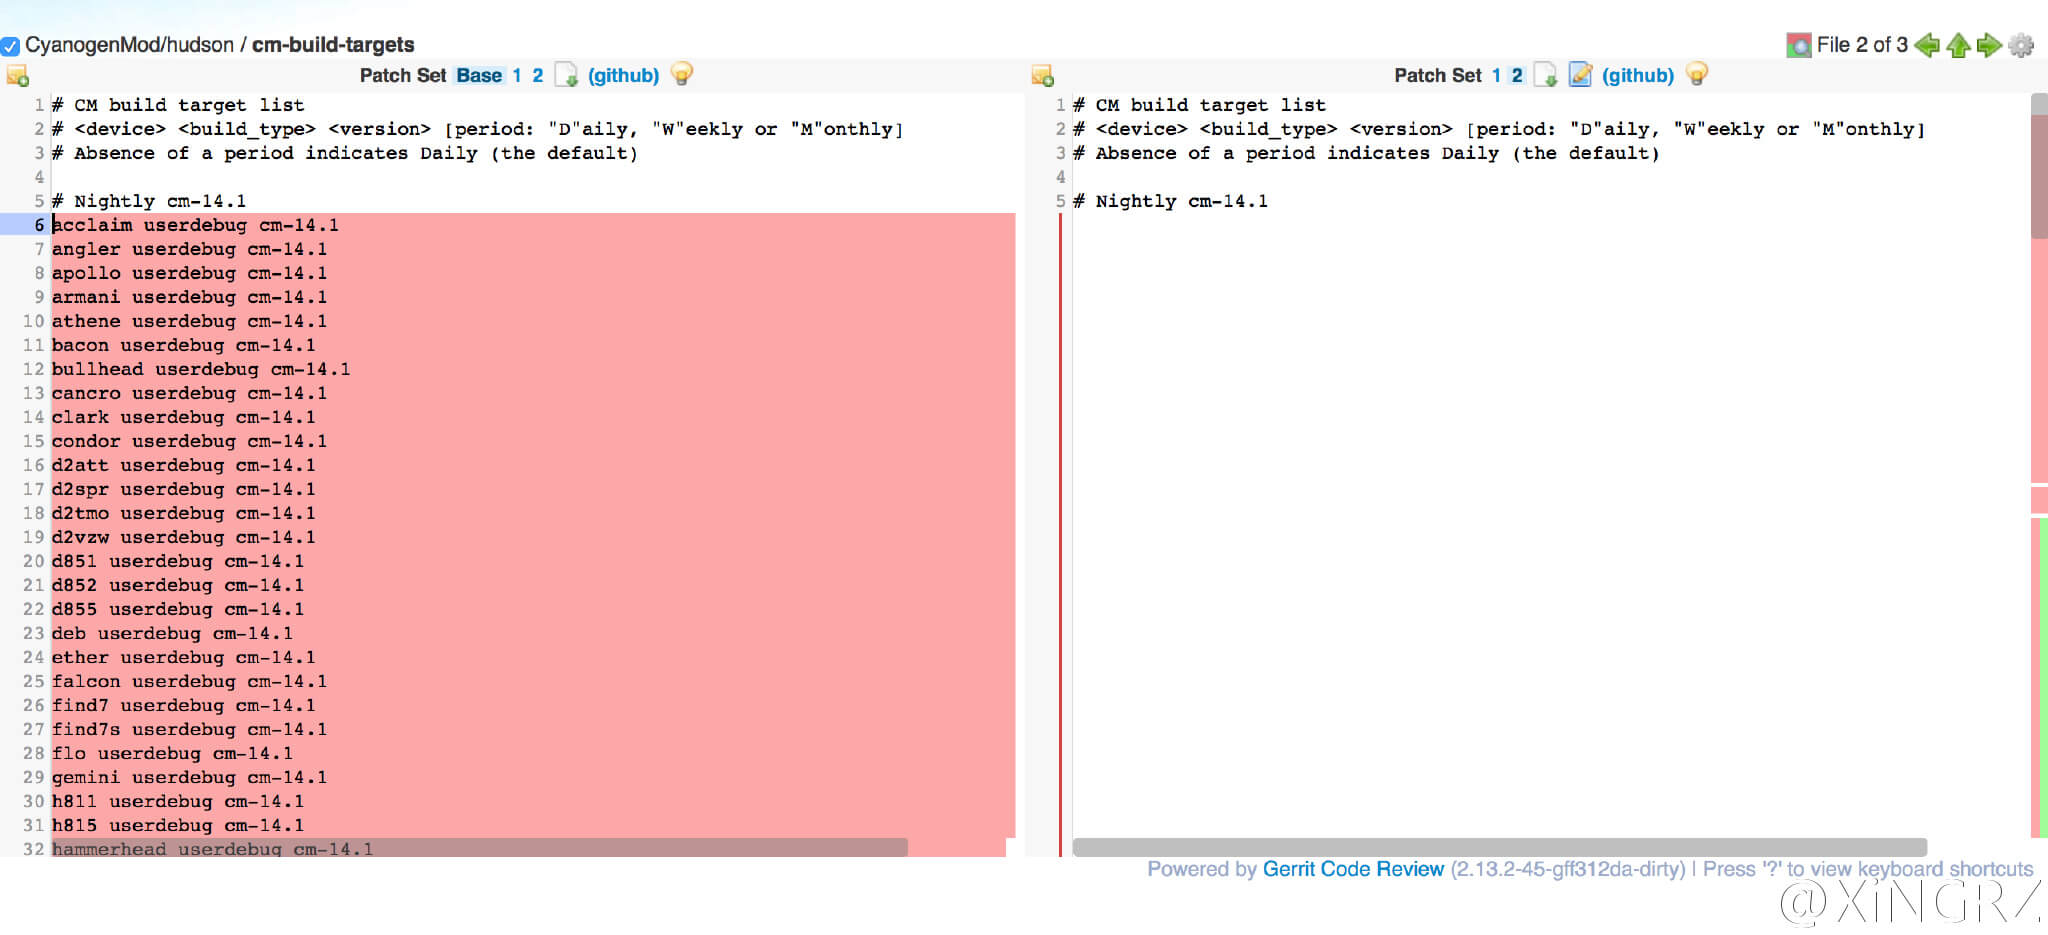 CyanogenMod/hudson / cm-build-targets
File 2 of 3
Patch Set Base 1 2 (github)
1 # CM build target list
2 # <device> <build_type> <version> [period: "D"aily, "W"eekly or "M"onthly]
3 # Absence of a period indicates Daily (the default)
4
5 # Nightly cm-14.1
6 acclaim userdebug cm-14.1
7 angler userdebug cm-14.1
8 apollo userdebug cm-14.1
9 armani userdebug cm-14.1
10 athene userdebug cm-14.1
11 bacon userdebug cm-14.1
12 bullhead userdebug cm-14.1
13 cancro userdebug cm-14.1
14 clark userdebug cm-14.1
15 condor userdebug cm-14.1
16 d2att userdebug cm-14.1
17 d2spr userdebug cm-14.1
18 d2tmo userdebug cm-14.1
19 d2vzw userdebug cm-14.1
20 d851 userdebug cm-14.1
21 d852 userdebug cm-14.1
22 d855 userdebug cm-14.1
23 deb userdebug cm-14.1
24 ether userdebug cm-14.1
25 falcon userdebug cm-14.1
26 find7 userdebug cm-14.1
27 find7s userdebug cm-14.1
28 flo userdebug cm-14.1
29 gemini userdebug cm-14.1
30 h811 userdebug cm-14.1
31 h815 userdebug cm-14.1
32 hammerhead userdebug cm-14.1
Patch Set 1 2 (github)
1 # CM build target list
2 # <device> <build_type> <version> [period: "D"aily, "W"eekly or "M"onthly]
3 # Absence of a period indicates Daily (the default)
4
5 # Nightly cm-14.1
Powered by Gerrit Code Review (2.13.2-45-gff312da-dirty) | Press '?' to view keyboard shortcuts
@XiNGRZ